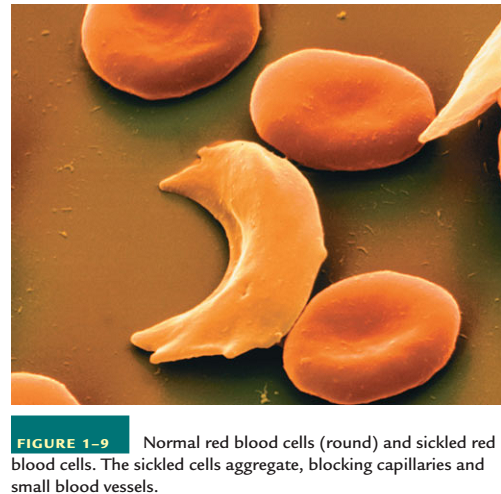 FIGURE 1–9 Normal red blood cells (round) and sickled red
blood cells. The sickled cells aggregate, blocking capillaries and
small blood vessels.